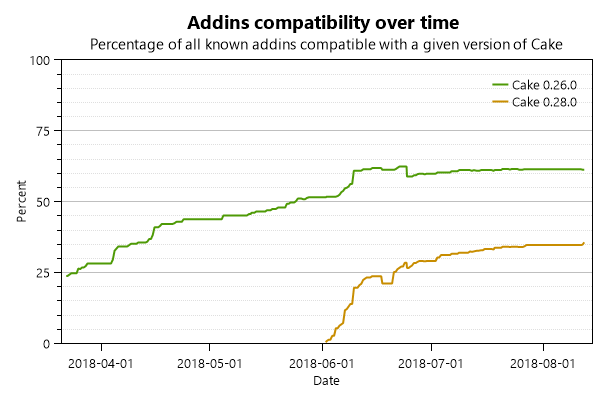 Addins compatibility over time
Percentage of all known addins compatible with a given version of Cake
100
75
50
25
0
Percent
Cake 0.26.0
Cake 0.28.0
2018-04-01
2018-05-01
2018-06-01
2018-07-01
2018-08-01
Date